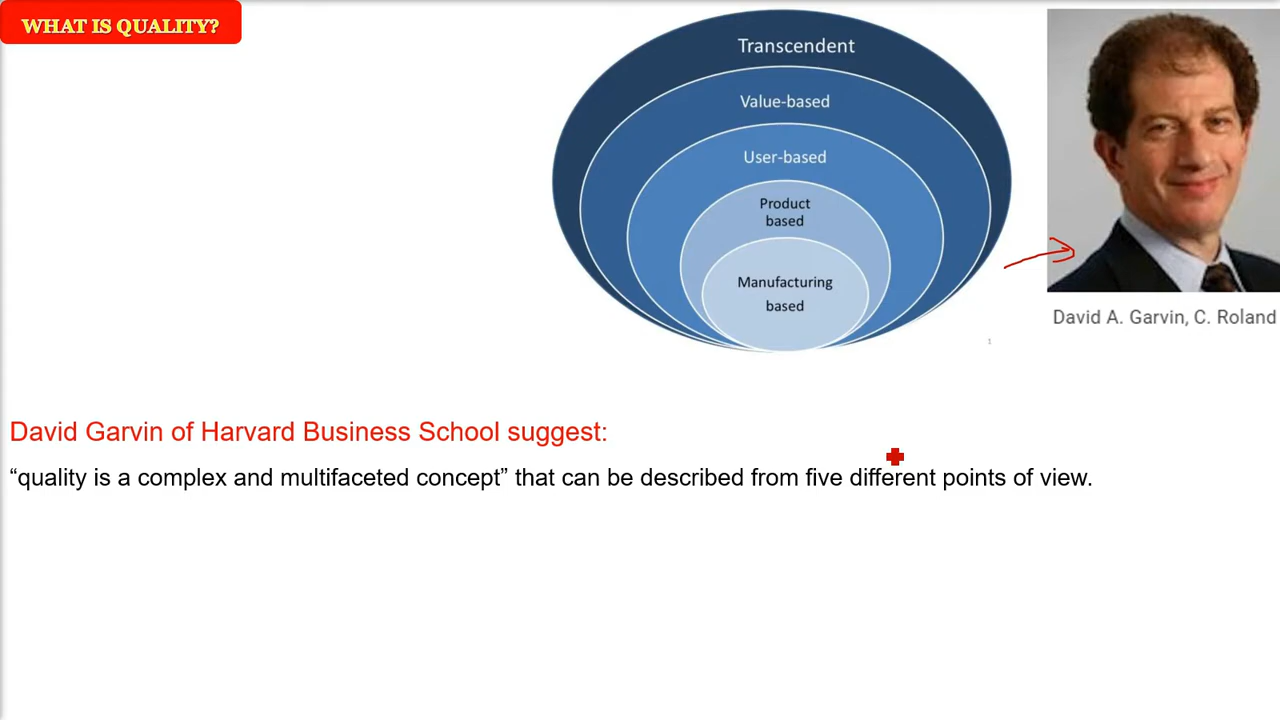 WHAT IS QUALITY?
Transcendent
Value-based
User-based
Product
based
Manufacturing
based
1
David A. Garvin, C. Roland
David Garvin of Harvard Business School suggest:
“quality is a complex and multifaceted concept” that can be described from five different points of view.